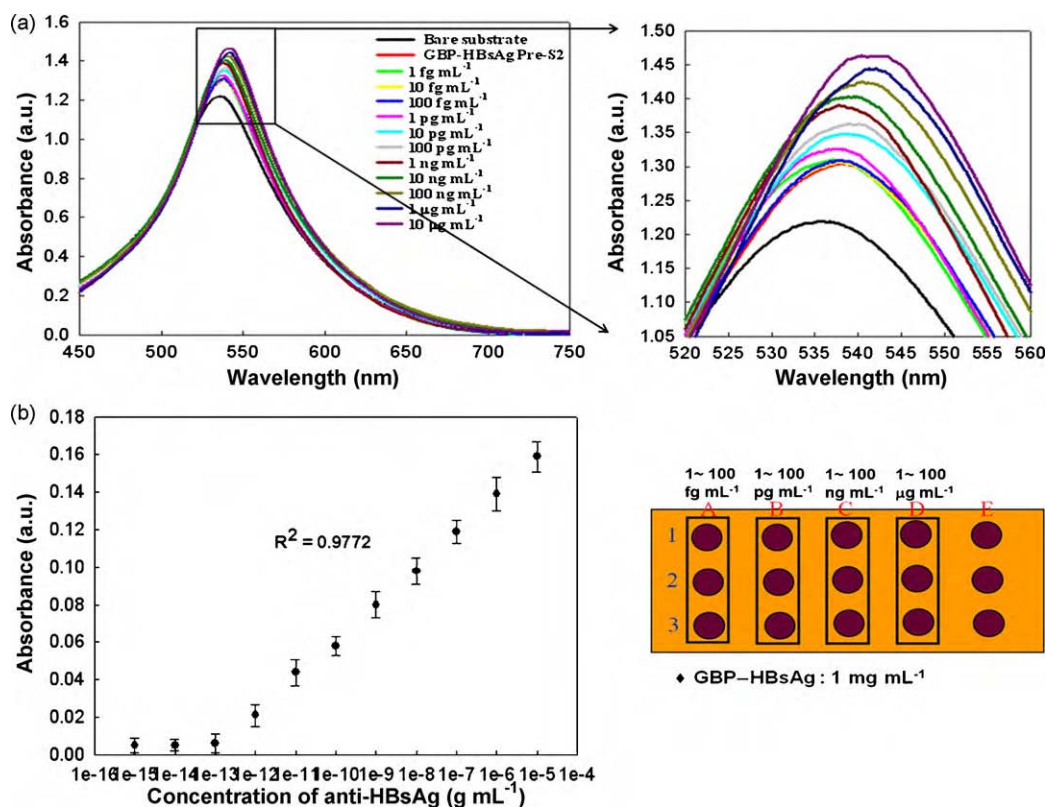 (a)
Absorbance (a.u.)
1.6
1.4
1.2
1.0
0.8
0.6
0.4
0.2
0.0
450 500 550 600 650 700 750
Wavelength (nm)
Bare substrate
GBP-HBsAg Pre-S2
1 fg mL⁻¹
10 fg mL⁻¹
100 fg mL⁻¹
1 pg mL⁻¹
10 pg mL⁻¹
100 pg mL⁻¹
1 ng mL⁻¹
10 ng mL⁻¹
100 ng mL⁻¹
1 µg mL⁻¹
10 µg mL⁻¹
Absorbance (a.u.)
1.50
1.45
1.40
1.35
1.30
1.25
1.20
1.15
1.10
1.05
520 525 530 535 540 545 550 555 560
Wavelength (nm)
(b)
Absorbance (a.u.)
0.18
0.16
0.14
0.12
0.10
0.08
0.06
0.04
0.02
0.00
R² = 0.9772
1e-16 1e-15 1e-14 1e-13 1e-12 1e-11 1e-10 1e-9 1e-8 1e-7 1e-6 1e-5 1e-4
Concentration of anti-HBsAg (g mL⁻¹)
1~ 100 1~ 100 1~ 100 1~ 100
fg mL⁻¹ pg mL⁻¹ ng mL⁻¹ µg mL⁻¹
A B C D E
1
2
3
♦ GBP–HBsAg : 1 mg mL⁻¹